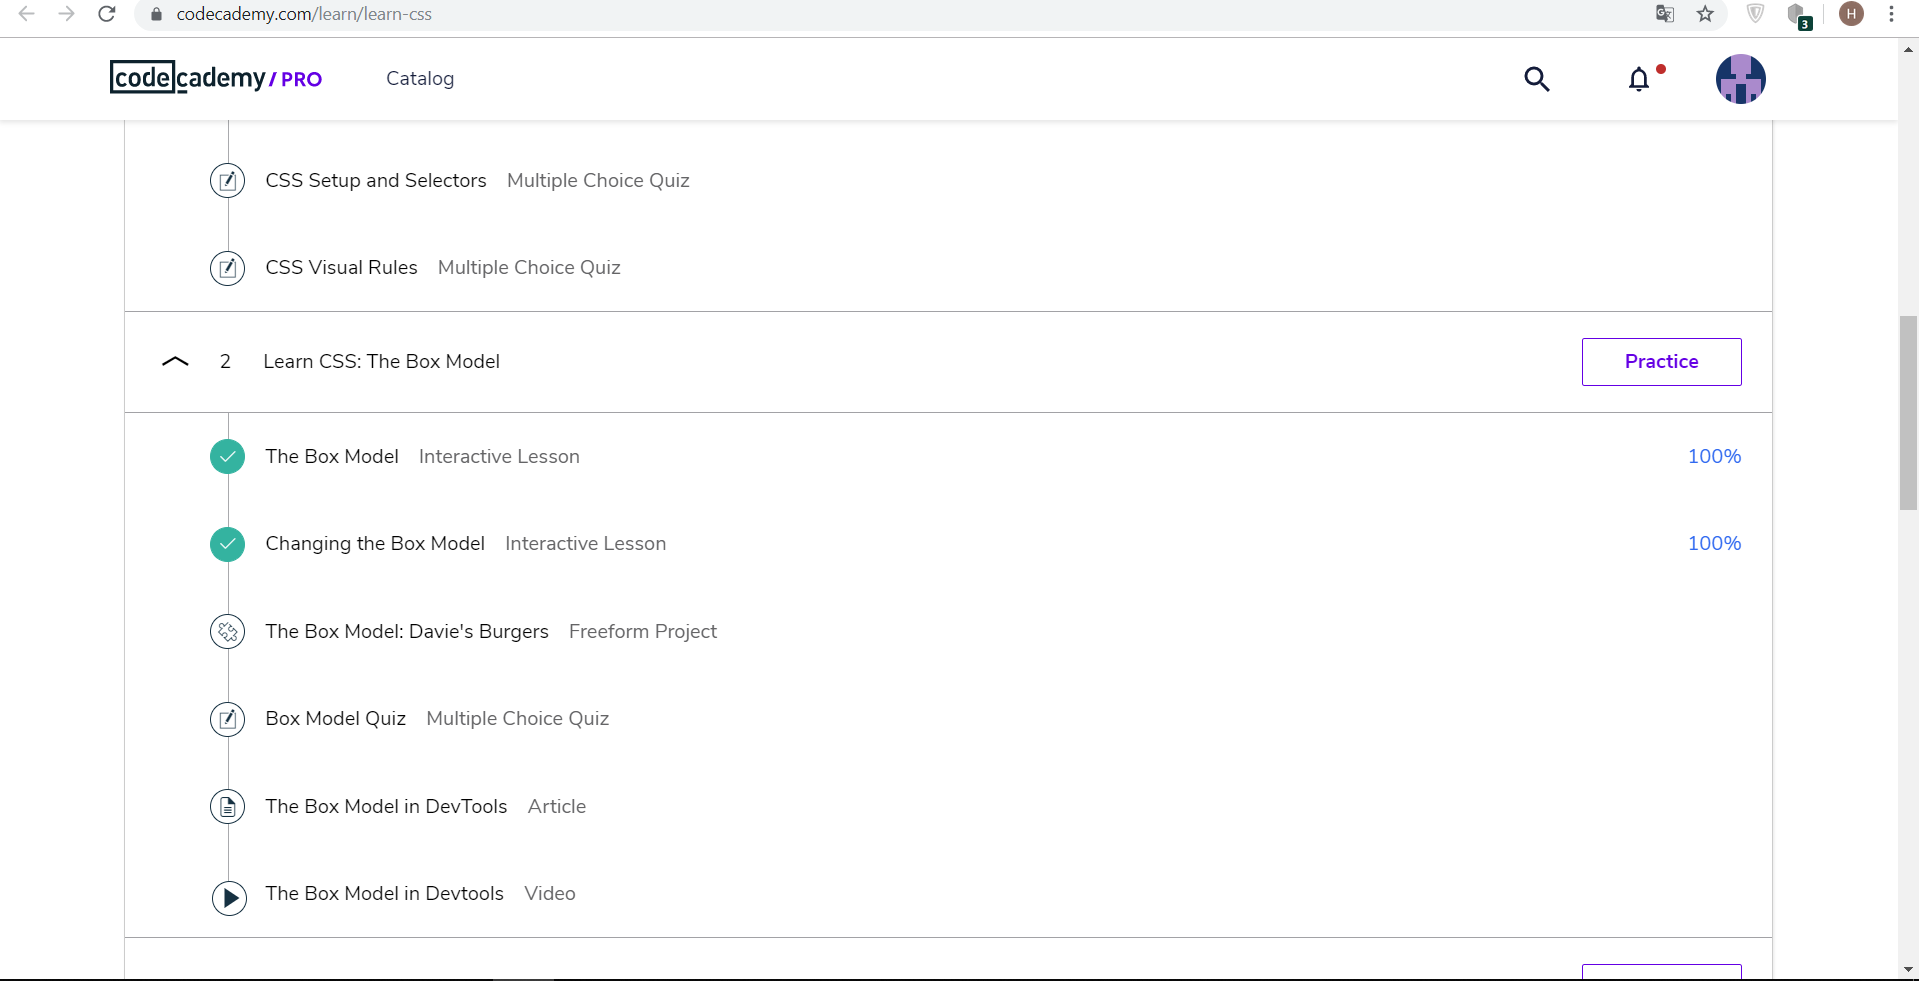 codecademy.com/learn/learn-css
H
3
codecademy / PRO
Catalog
CSS Setup and Selectors Multiple Choice Quiz
CSS Visual Rules Multiple Choice Quiz
2 Learn CSS: The Box Model Practice
The Box Model Interactive Lesson 100%
Changing the Box Model Interactive Lesson 100%
The Box Model: Davie's Burgers Freeform Project
Box Model Quiz Multiple Choice Quiz
The Box Model in DevTools Article
The Box Model in Devtools Video